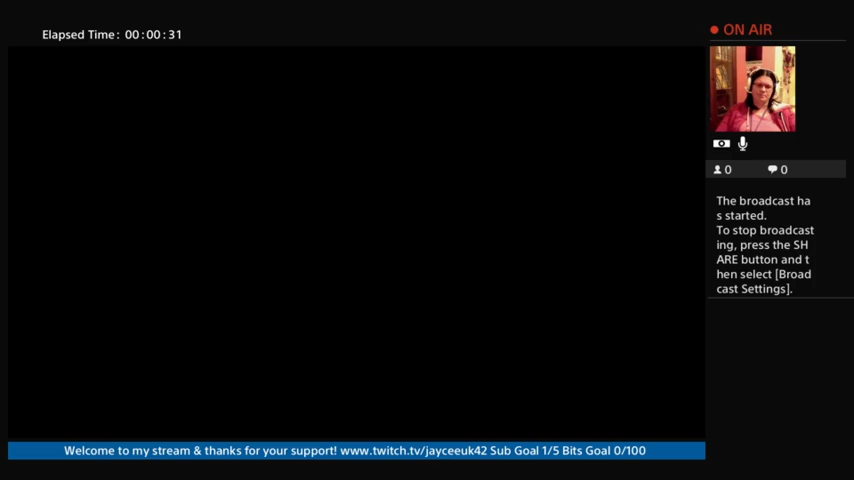 Elapsed Time: 00:00:31
ON AIR
0 0
The broadcast ha
s started.
To stop broadcast
ing, press the SH
ARE button and t
hen select [Broad
cast Settings].
Welcome to my stream & thanks for your support! www.twitch.tv/jayceeuk42 Sub Goal 1/5 Bits Goal 0/100